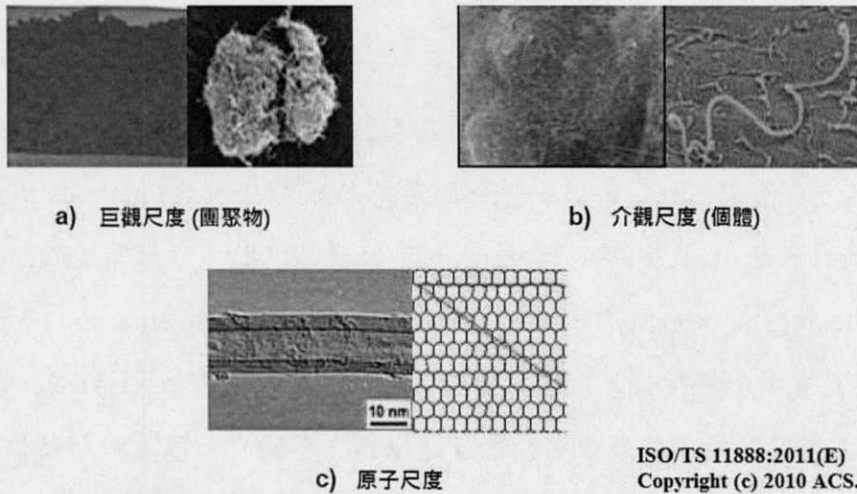 a) 巨觀尺度 (團聚物)
b) 介觀尺度 (個體)
10 nm
c) 原子尺度
ISO/TS 11888:2011(E)
Copyright (c) 2010 ACS.